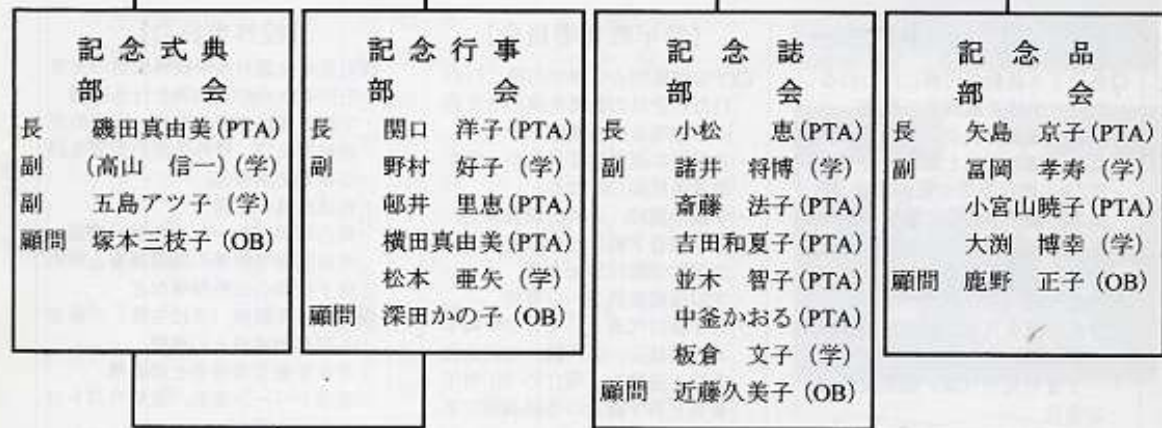 記念式典
部会
長 磯田真由美(PTA)
副 (高山 信一)(学)
副 五島アツ子(学)
顧問 塚本三枝子(OB)
記念行事
部会
長 関口 洋子(PTA)
副 野村 好子(学)
邨井 里恵(PTA)
横田真由美(PTA)
松本 亜矢(学)
顧問 深田かの子(OB)
記念誌
部会
長 小松 恵(PTA)
副 諸井 将博(学)
斎藤 法子(PTA)
吉田和夏子(PTA)
並木 智子(PTA)
中釜かおる(PTA)
板倉 文子(学)
顧問 近藤久美子(OB)
記念品
部会
長 矢島 京子(PTA)
副 冨岡 孝寿(学)
小宮山暁子(PTA)
大渕 博幸(学)
顧問 鹿野 正子(OB)